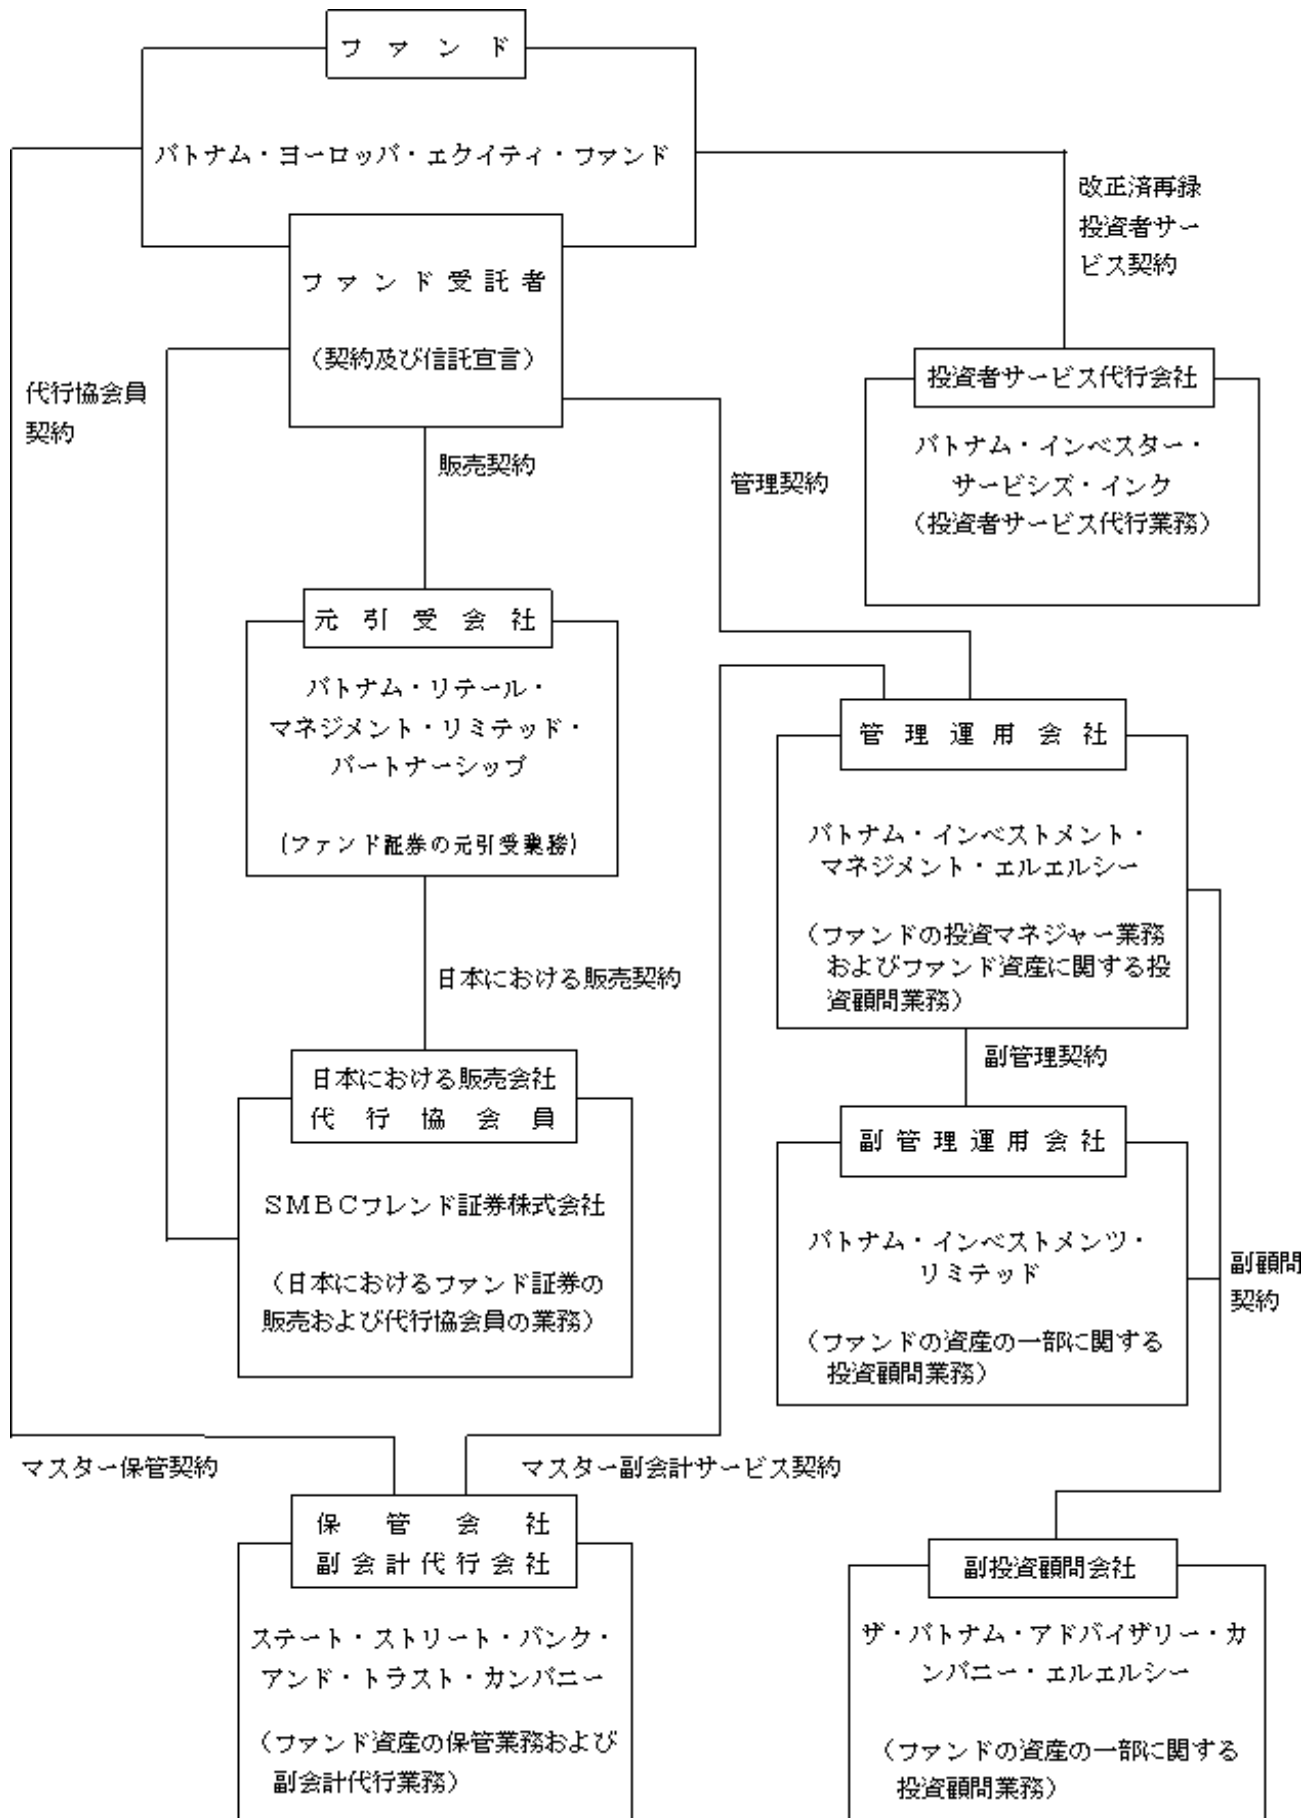 ファンド
パトナム・ヨーロッパ・エクイティ・ファンド
改正済再録
投資者サー
ビス契約
ファンド受託者
（契約及び信託宣言）
代行協会員
契約
投資者サービス代行会社
パトナム・インベスター・
サービシズ・インク
（投資者サービス代行業務）
販売契約
管理契約
元引受会社
パトナム・リテール・
マネジメント・リミテッド・
パートナーシップ
(ファンド証券の元引受業務)
管理運用会社
パトナム・インベストメント・
マネジメント・エルエルシー
（ファンドの投資マネジャー業務
およびファンド資産に関する投
資顧問業務）
日本における販売契約
副管理契約
日本における販売会社
代行協会員
ＳＭＢＣフレンド証券株式会社
（日本におけるファンド証券の
販売および代行協会員の業務）
副管理運用会社
パトナム・インベストメンツ・
リミテッド
（ファンドの資産の一部に関する
投資顧問業務）
副顧問
契約
マスター保管契約
マスター副会計サービス契約
保管会社
副会計代行会社
ステート・ストリート・バンク・
アンド・トラスト・カンパニー
（ファンド資産の保管業務および
副会計代行業務）
副投資顧問会社
ザ・パトナム・アドバイザリー・カ
ンパニー・エルエルシー
（ファンドの資産の一部に関する
投資顧問業務）